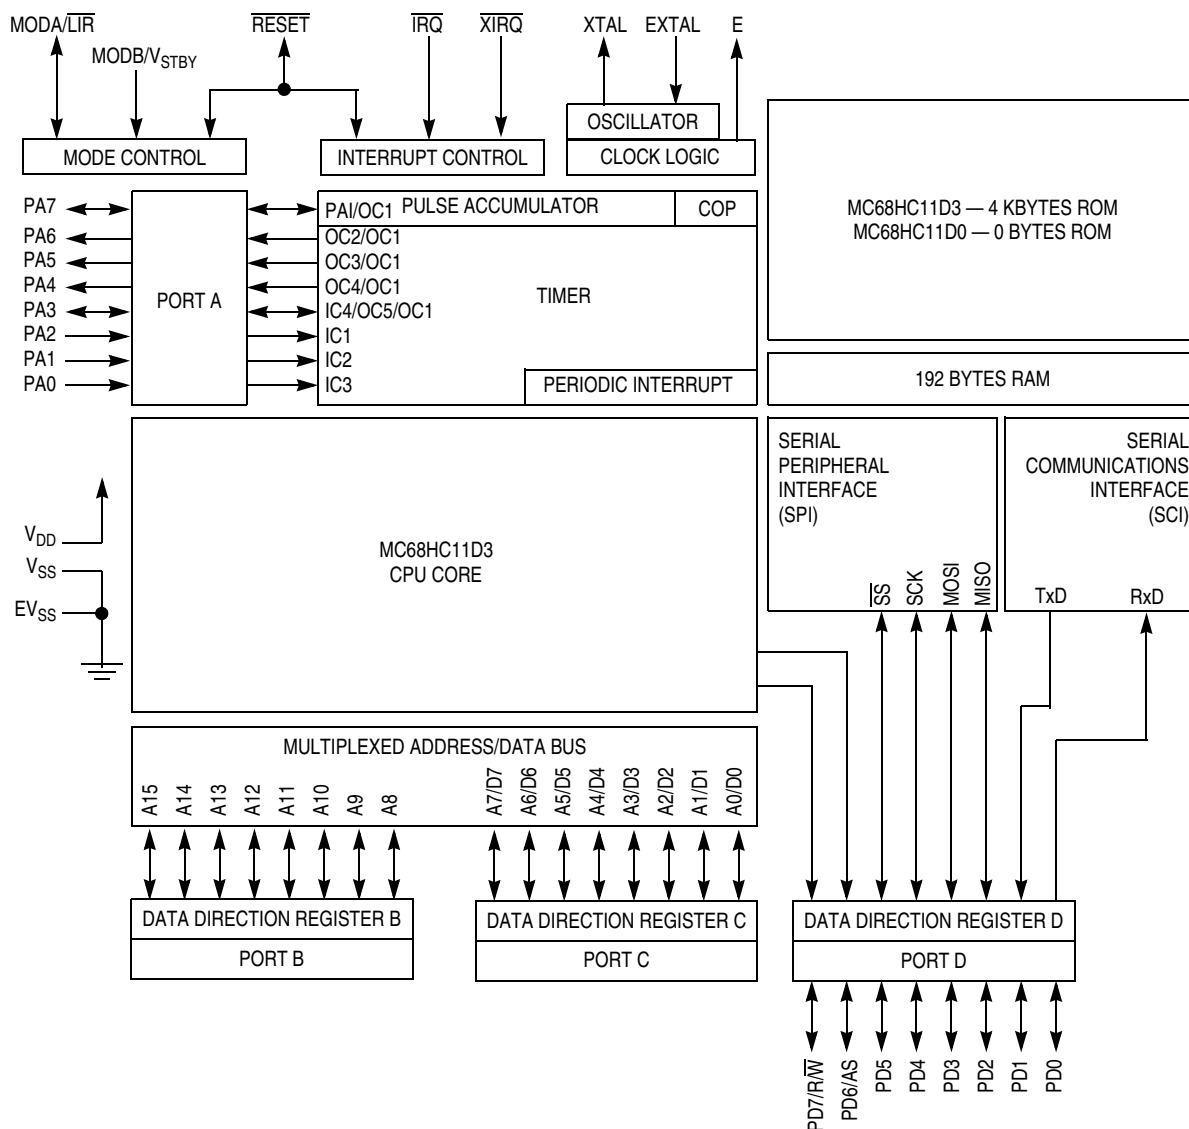 MODA/L̅I̅R̅
MODB/VSTBY
R̅E̅S̅E̅T̅
I̅R̅Q̅
X̅I̅R̅Q̅
XTAL
EXTAL
E
MODE CONTROL
INTERRUPT CONTROL
OSCILLATOR
CLOCK LOGIC
MC68HC11D3 — 4 KBYTES ROM
MC68HC11D0 — 0 BYTES ROM
PA7
PA6
PA5
PA4
PA3
PA2
PA1
PA0
PORT A
PAI/OC1
PULSE ACCUMULATOR
COP
OC2/OC1
OC3/OC1
OC4/OC1
IC4/OC5/OC1
IC1
IC2
IC3
TIMER
PERIODIC INTERRUPT
192 BYTES RAM
VDD
VSS
EVSS
MC68HC11D3
CPU CORE
SERIAL
PERIPHERAL
INTERFACE
(SPI)
S̅S̅
SCK
MOSI
MISO
SERIAL
COMMUNICATIONS
INTERFACE
(SCI)
TxD
RxD
MULTIPLEXED ADDRESS/DATA BUS
A15
A14
A13
A12
A11
A10
A9
A8
A7/D7
A6/D6
A5/D5
A4/D4
A3/D3
A2/D2
A1/D1
A0/D0
DATA DIRECTION REGISTER B
PORT B
DATA DIRECTION REGISTER C
PORT C
DATA DIRECTION REGISTER D
PORT D
PD7/R/W̅
PD6/AS
PD5
PD4
PD3
PD2
PD1
PD0